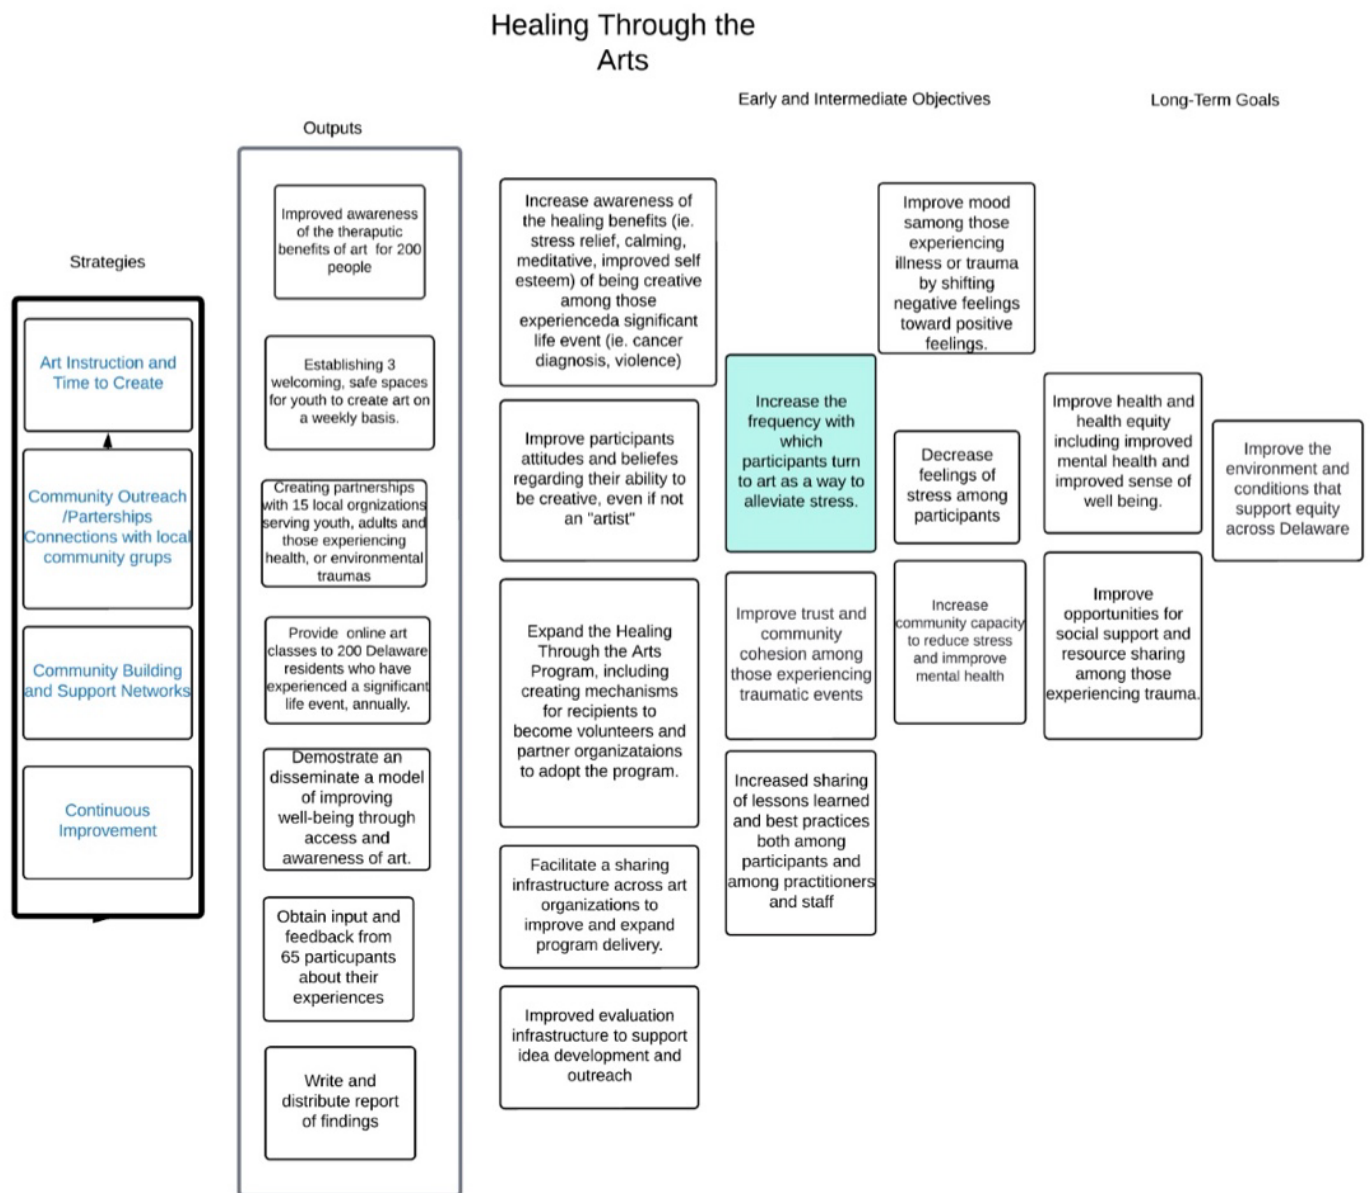 Healing Through the
Arts
Early and Intermediate Objectives
Long-Term Goals
Outputs
Strategies
Art Instruction and
Time to Create
Community Outreach
/Parterships
Connections with local
community grups
Community Building
and Support Networks
Continuous
Improvement
Improved awareness
of the theraputic
benefits of art for 200
people
Establishing 3
welcoming, safe spaces
for youth to create art on
a weekly basis.
Creating partnerships
with 15 local orgnizations
serving youth, adults and
those experiencing
health, or environmental
traumas
Provide online art
classes to 200 Delaware
residents who have
experienced a significant
life event, annually.
Demostrate an
disseminate a model
of improving
well-being through
access and
awareness of art.
Obtain input and
feedback from
65 particupants
about their
experiences
Write and
distribute report
of findings
Increase awareness of
the healing benefits (ie.
stress relief, calming,
meditative, improved self
esteem) of being creative
among those
experienceda significant
life event (ie. cancer
diagnosis, violence)
Improve participants
attitudes and beliefes
regarding their ability to
be creative, even if not
an "artist"
Expand the Healing
Through the Arts
Program, including
creating mechanisms
for recipients to
become volunteers and
partner organizataions
to adopt the program.
Facilitate a sharing
infrastructure across art
organizations to
improve and expand
program delivery.
Improved evaluation
infrastructure to support
idea development and
outreach
Increase the
frequency with
which
participants turn
to art as a way to
alleviate stress.
Improve trust and
community
cohesion among
those experiencing
traumatic events
Increased sharing
of lessons learned
and best practices
both among
participants and
among practitioners
and staff
Improve mood
samong those
experiencing
illness or trauma
by shifting
negative feelings
toward positive
feelings.
Decrease
feelings of
stress among
participants
Increase
community capacity
to reduce stress
and immprove
mental health
Improve health and
health equity
including improved
mental health and
improved sense of
well being.
Improve
opportunities for
social support and
resource sharing
among those
experiencing trauma.
Improve the
environment and
conditions that
support equity
across Delaware